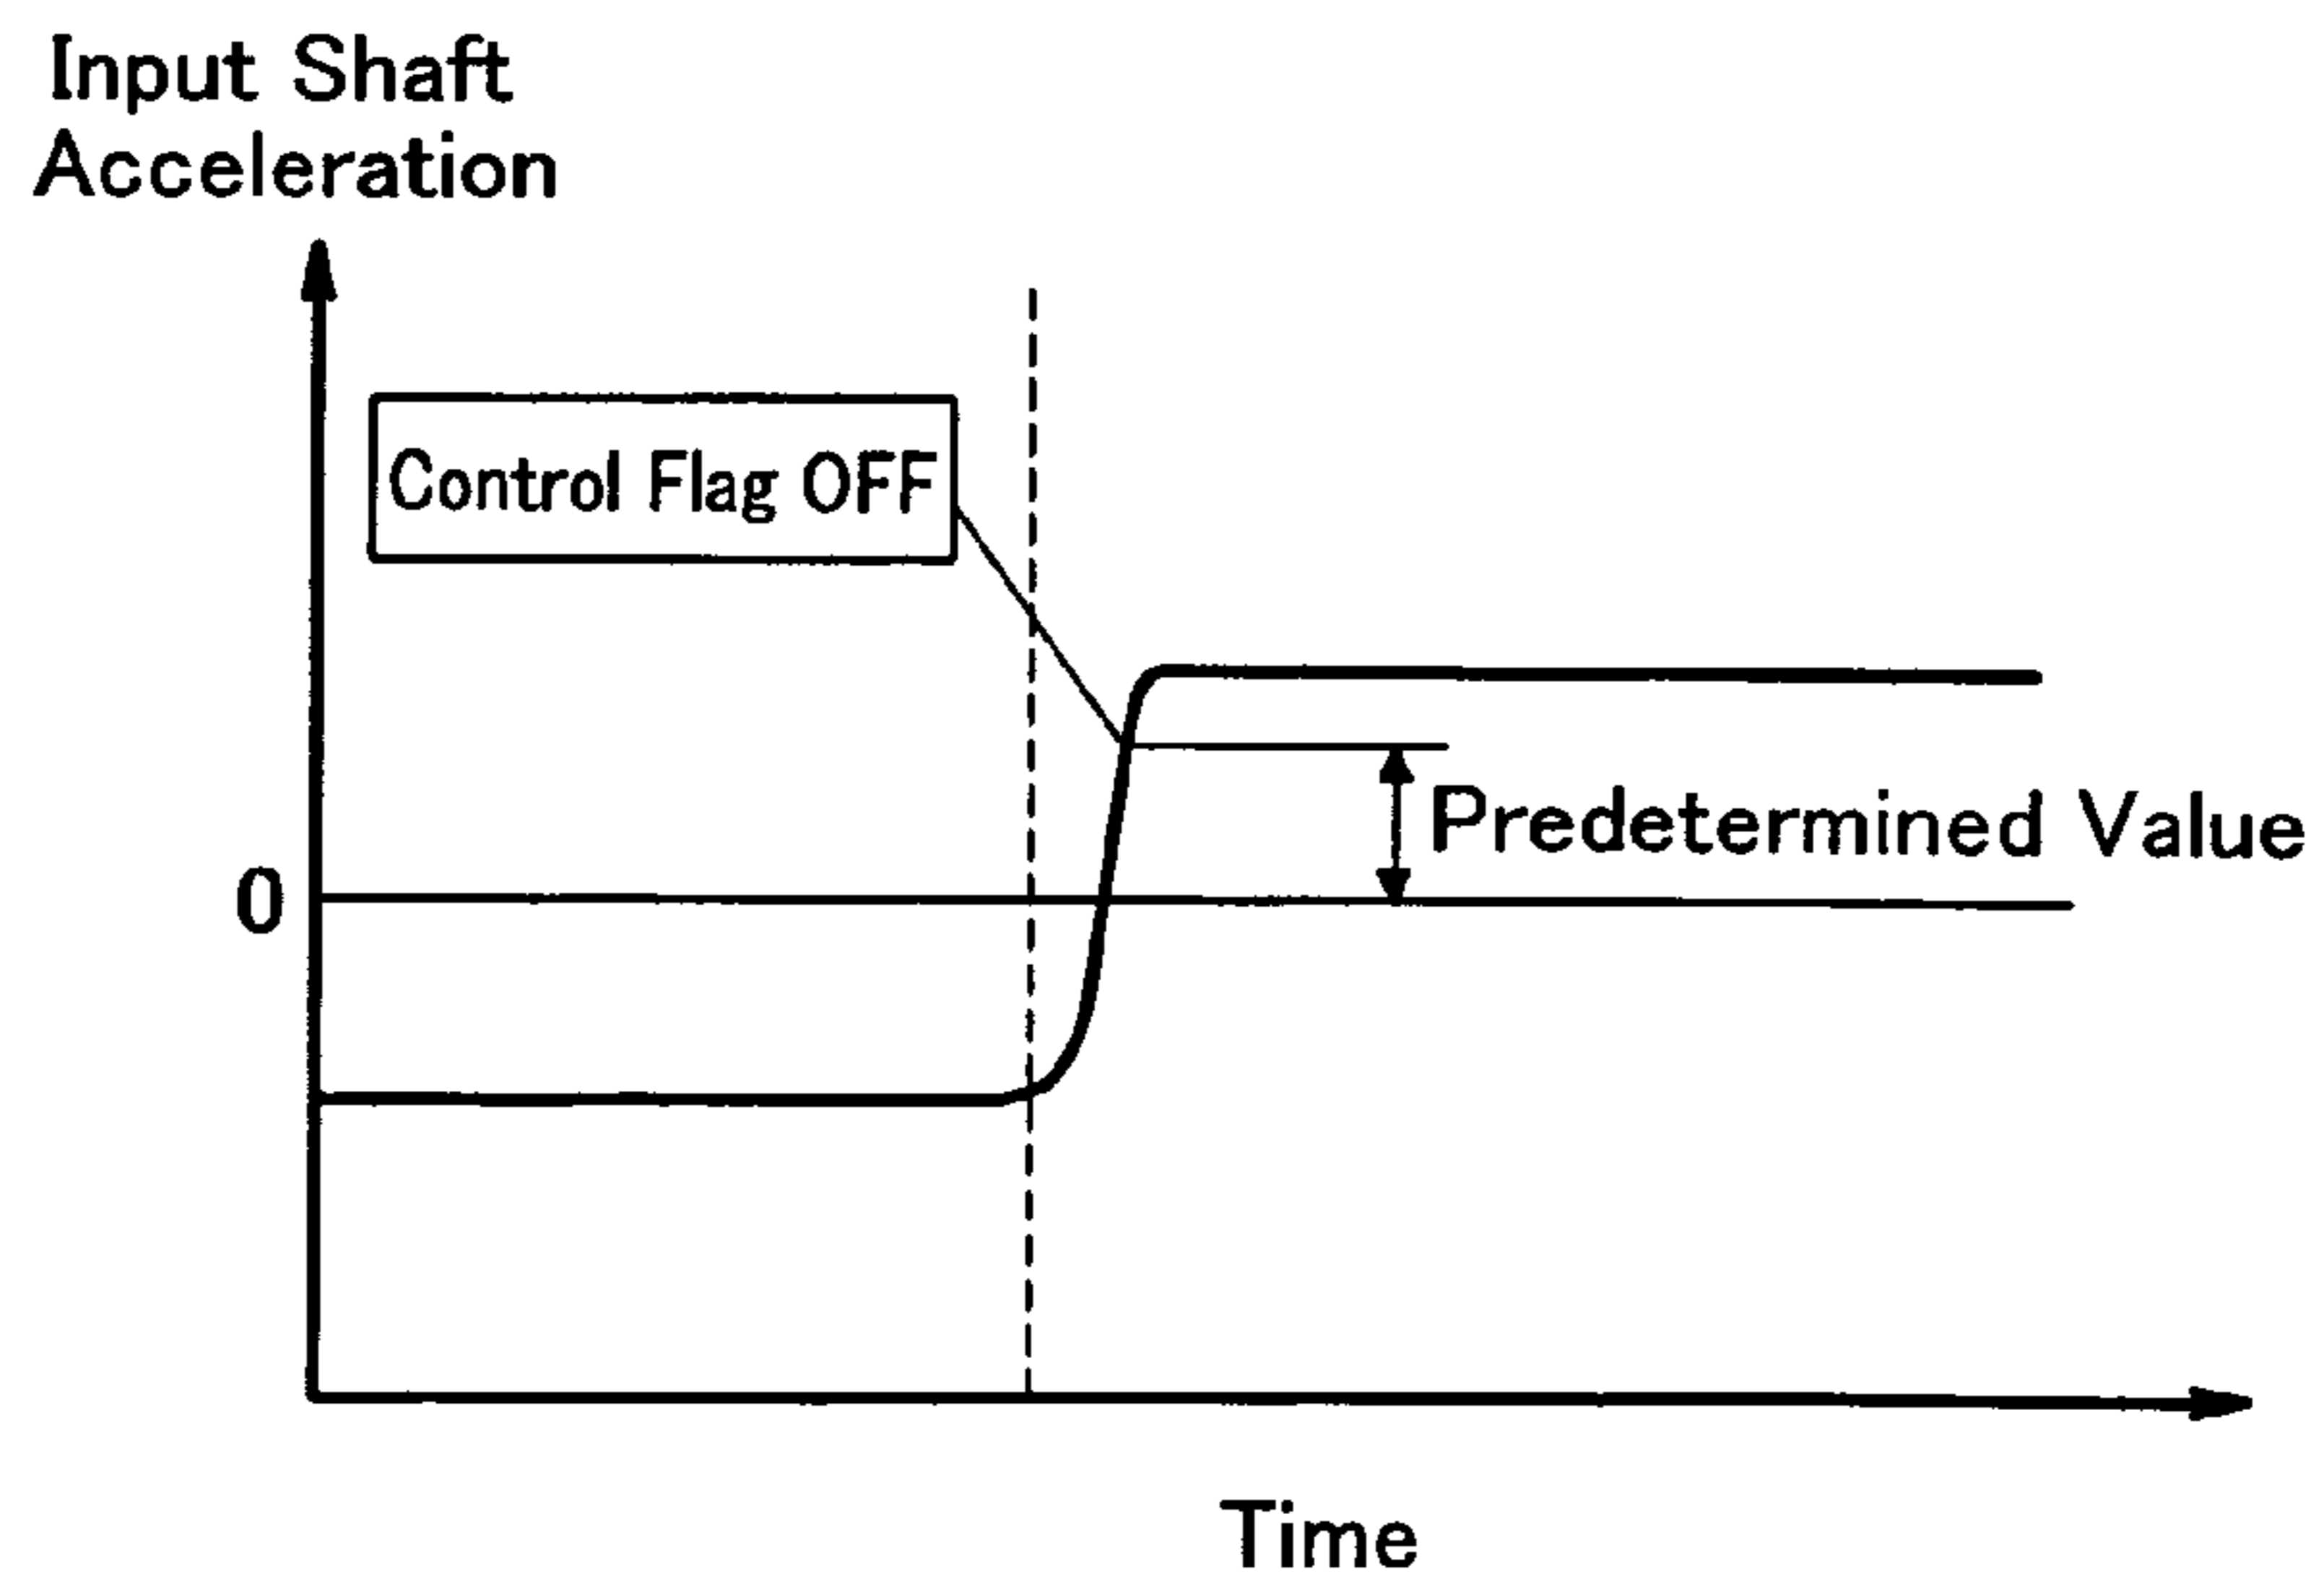 Input Shaft
Acceleration
Control Flag OFF
Predetermined Value
0
Time